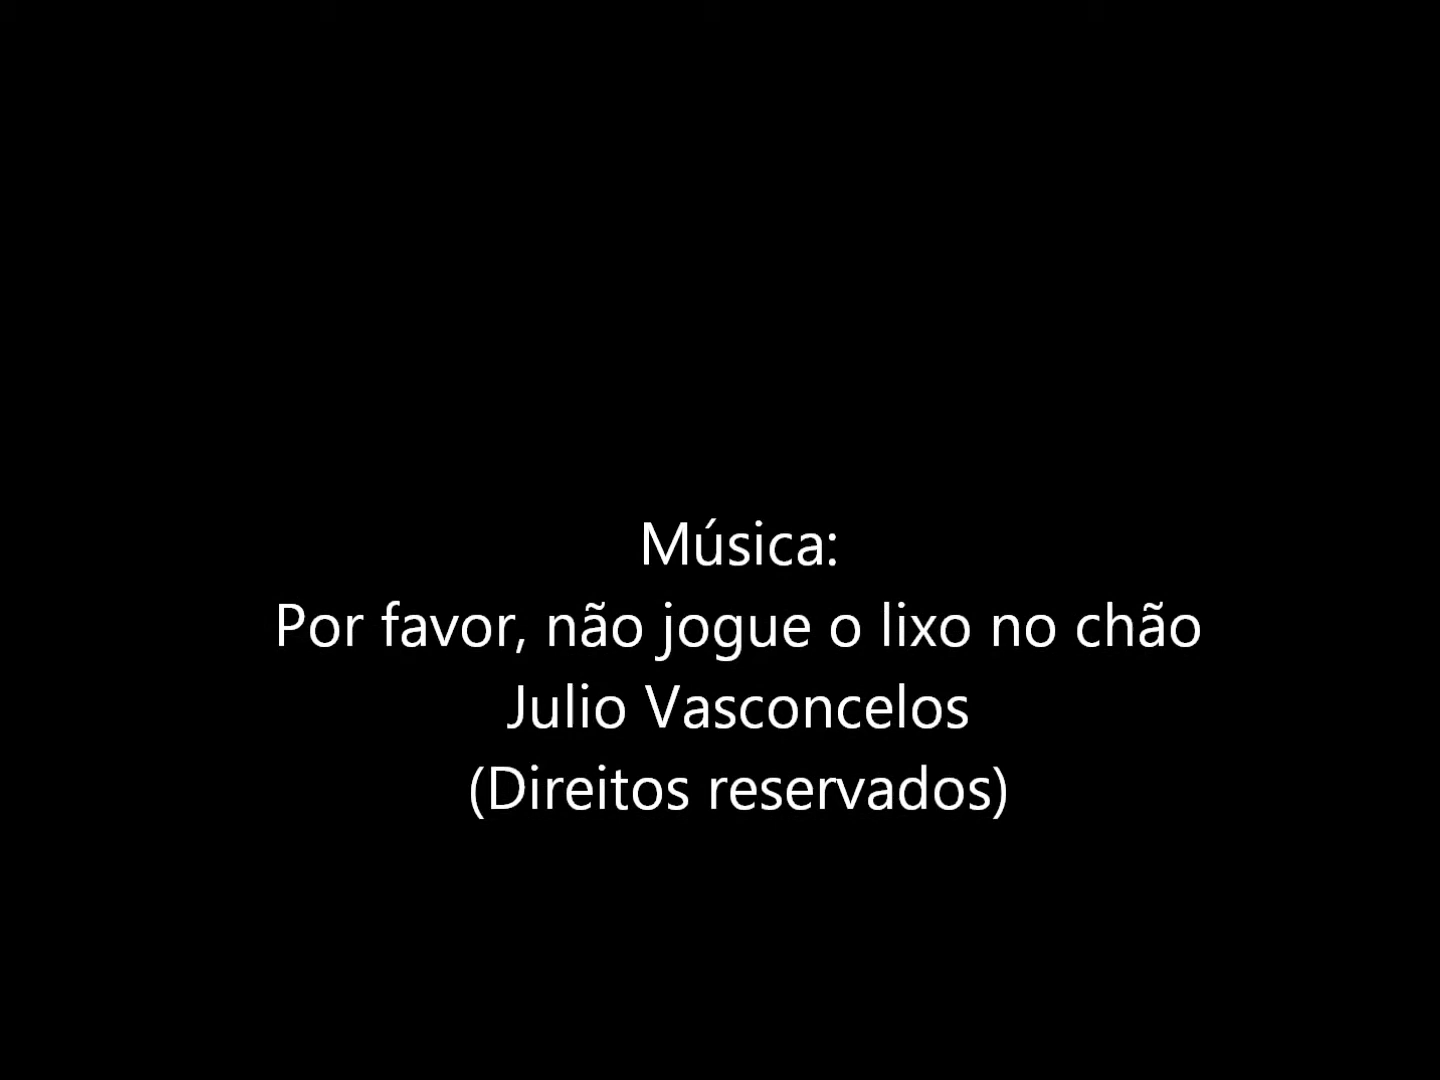 Música:
Por favor, não jogue o lixo no chão
Julio Vasconcelos
(Direitos reservados)